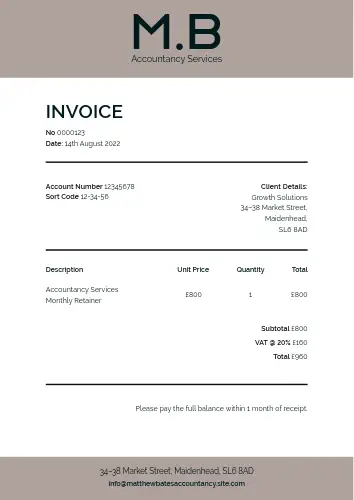 M.B
Accountancy Services
INVOICE
No 0000123
Date: 14th August 2022
Account Number 12345678
Sort Code 12-34-56
Client Details:
Growth Solutions
34-38 Market Street,
Maidenhead,
SL6 8AD
Description Unit Price Quantity Total
Accountancy Services
Monthly Retainer
£800 1 £800
Subtotal £800
VAT @ 20% £160
Total £960
Please pay the full balance within 1 month of receipt.
34-38 Market Street, Maidenhead, SL6 8AD
info@matthewbatesaccountancy.site.com